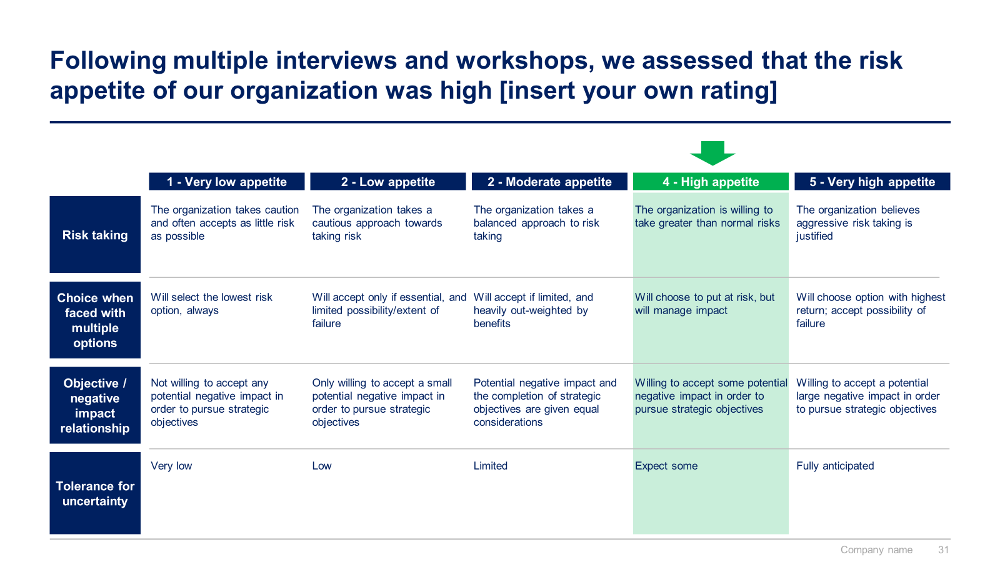 Following multiple interviews and workshops, we assessed that the risk
appetite of our organization was high [insert your own rating]
1 - Very low appetite
2 - Low appetite
2 - Moderate appetite
4 - High appetite
5 - Very high appetite
Risk taking
The organization takes caution
and often accepts as little risk
as possible
The organization takes a
cautious approach towards
taking risk
The organization takes a
balanced approach to risk
taking
The organization is willing to
take greater than normal risks
The organization believes
aggressive risk taking is
justified
Choice when
faced with
multiple
options
Will select the lowest risk
option, always
Will accept only if essential, and
limited possibility/extent of
failure
Will accept if limited, and
heavily out-weighted by
benefits
Will choose to put at risk, but
will manage impact
Will choose option with highest
return; accept possibility of
failure
Objective /
negative
impact
relationship
Not willing to accept any
potential negative impact in
order to pursue strategic
objectives
Only willing to accept a small
potential negative impact in
order to pursue strategic
objectives
Potential negative impact and
the completion of strategic
objectives are given equal
considerations
Willing to accept some potential
negative impact in order to
pursue strategic objectives
Willing to accept a potential
large negative impact in order
to pursue strategic objectives
Tolerance for
uncertainty
Very low
Low
Limited
Expect some
Fully anticipated
Company name
31